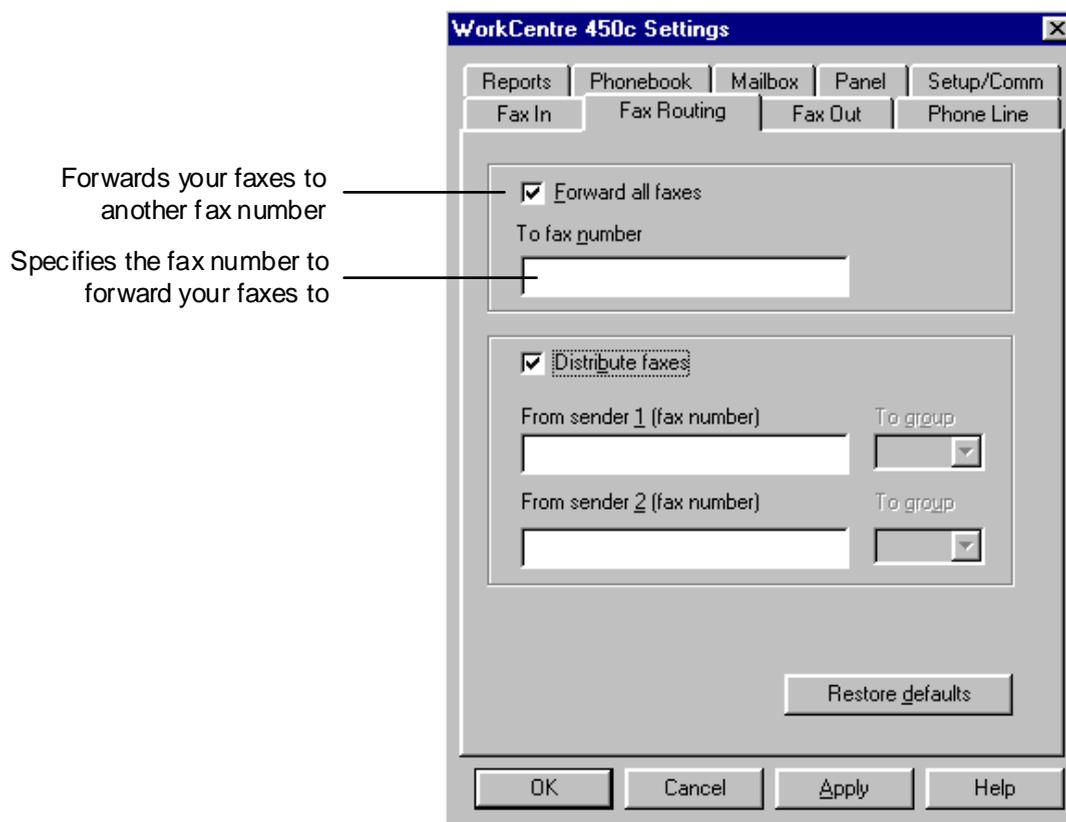 WorkCentre 450c Settings
Reports Phonebook Mailbox Panel Setup/Comm
Fax In Fax Routing Fax Out Phone Line
Forwards your faxes to
another fax number
Forward all faxes
To fax number
Specifies the fax number to
forward your faxes to
Distribute faxes
From sender 1 (fax number) To group
From sender 2 (fax number) To group
Restore defaults
OK Cancel Apply Help